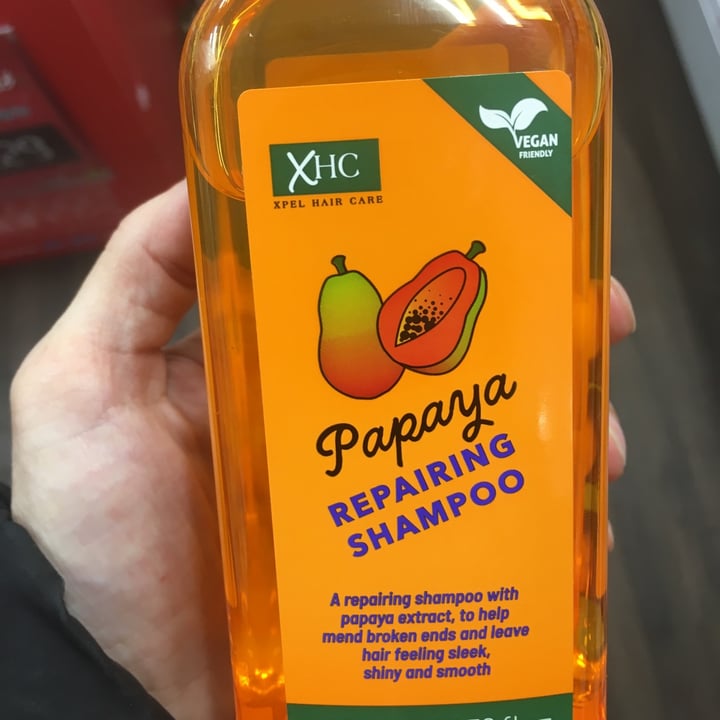 XHC
XPEL HAIR CARE
VEGAN
FRIENDLY
Papaya
REPAIRING
SHAMPOO
A repairing shampoo with
papaya extract, to help
mend broken ends and leave
hair feeling sleek,
shiny and smooth